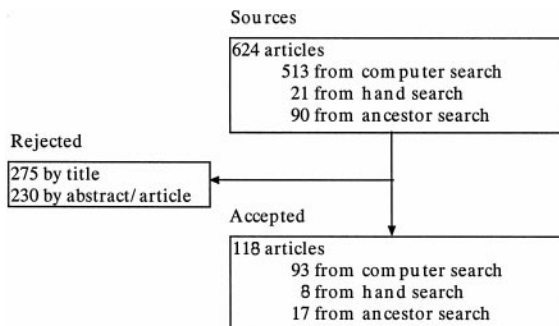 Sources
624 articles
513 from computer search
21 from hand search
90 from ancestor search
Rejected
275 by title
230 by abstract/article
Accepted
118 articles
93 from computer search
8 from hand search
17 from ancestor search